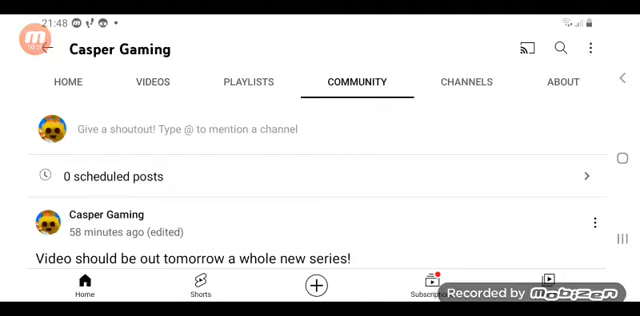 21:48
Casper Gaming
HOME VIDEOS PLAYLISTS COMMUNITY CHANNELS ABOUT
Give a shoutout! Type @ to mention a channel
0 scheduled posts
Casper Gaming
58 minutes ago (edited)
Video should be out tomorrow a whole new series!
Home Shorts
Recorded by mobizen